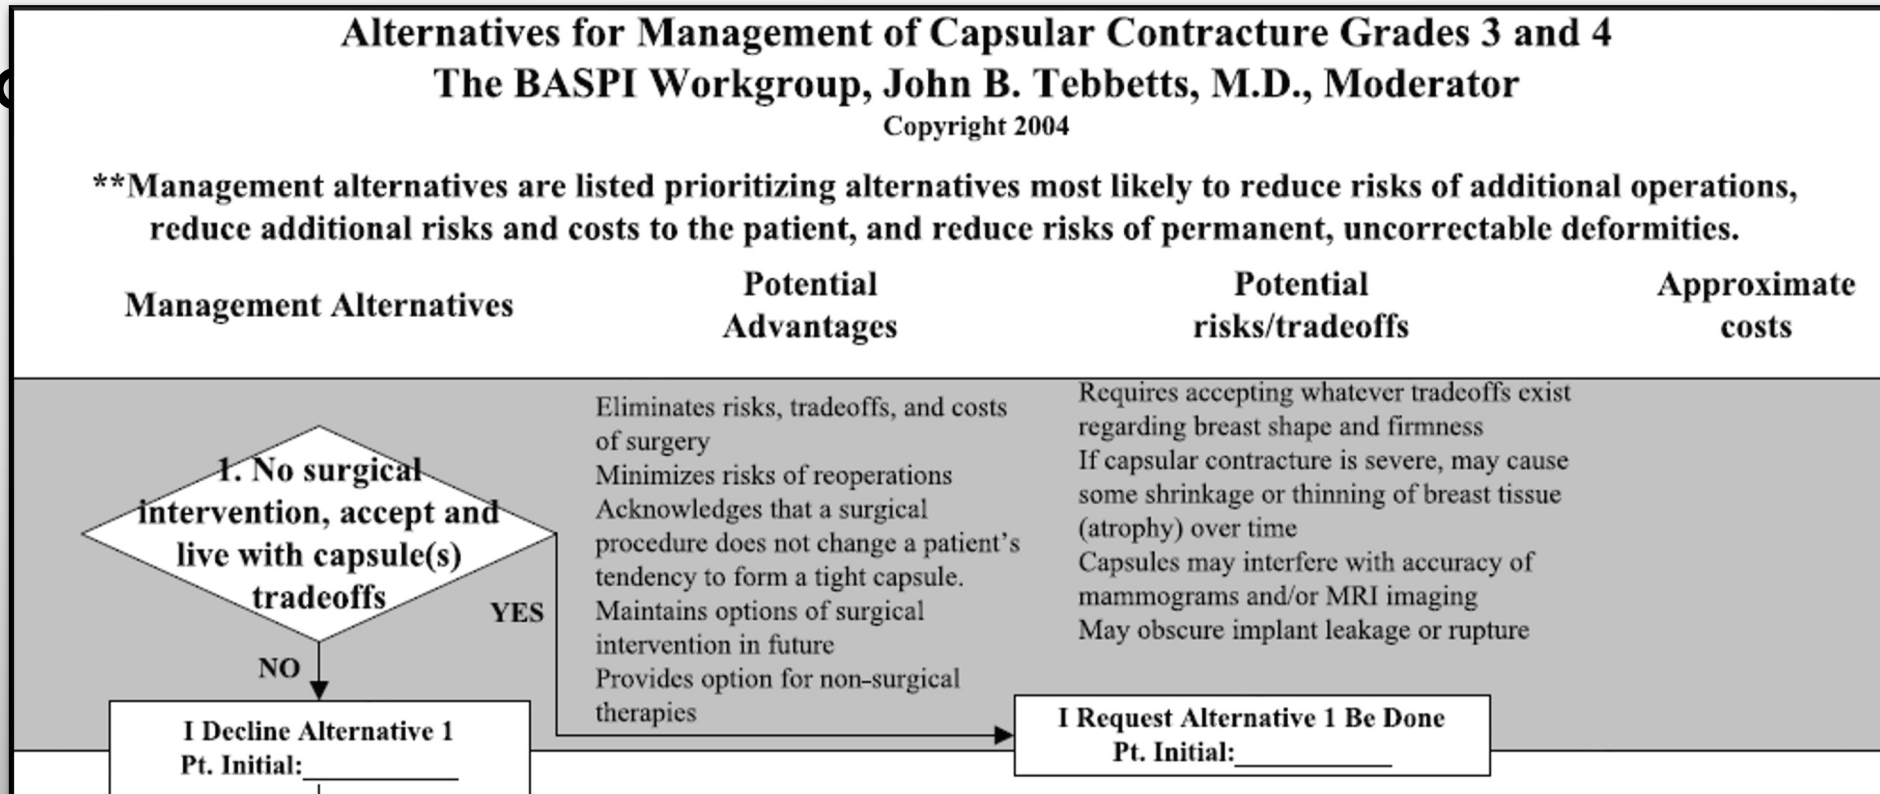 Alternatives for Management of Capsular Contracture Grades 3 and 4
The BASPI Workgroup, John B. Tebbetts, M.D., Moderator
Copyright 2004
**Management alternatives are listed prioritizing alternatives most likely to reduce risks of additional operations,
reduce additional risks and costs to the patient, and reduce risks of permanent, uncorrectable deformities.
Management Alternatives
Potential
Advantages
Potential
risks/tradeoffs
Approximate
costs
1. No surgical
intervention, accept and
live with capsule(s)
tradeoffs
YES
NO
Eliminates risks, tradeoffs, and costs
of surgery
Minimizes risks of reoperations
Acknowledges that a surgical
procedure does not change a patient's
tendency to form a tight capsule.
Maintains options of surgical
intervention in future
Provides option for non-surgical
therapies
Requires accepting whatever tradeoffs exist
regarding breast shape and firmness
If capsular contracture is severe, may cause
some shrinkage or thinning of breast tissue
(atrophy) over time
Capsules may interfere with accuracy of
mammograms and/or MRI imaging
May obscure implant leakage or rupture
I Decline Alternative 1
Pt. Initial:___________
I Request Alternative 1 Be Done
Pt. Initial:___________